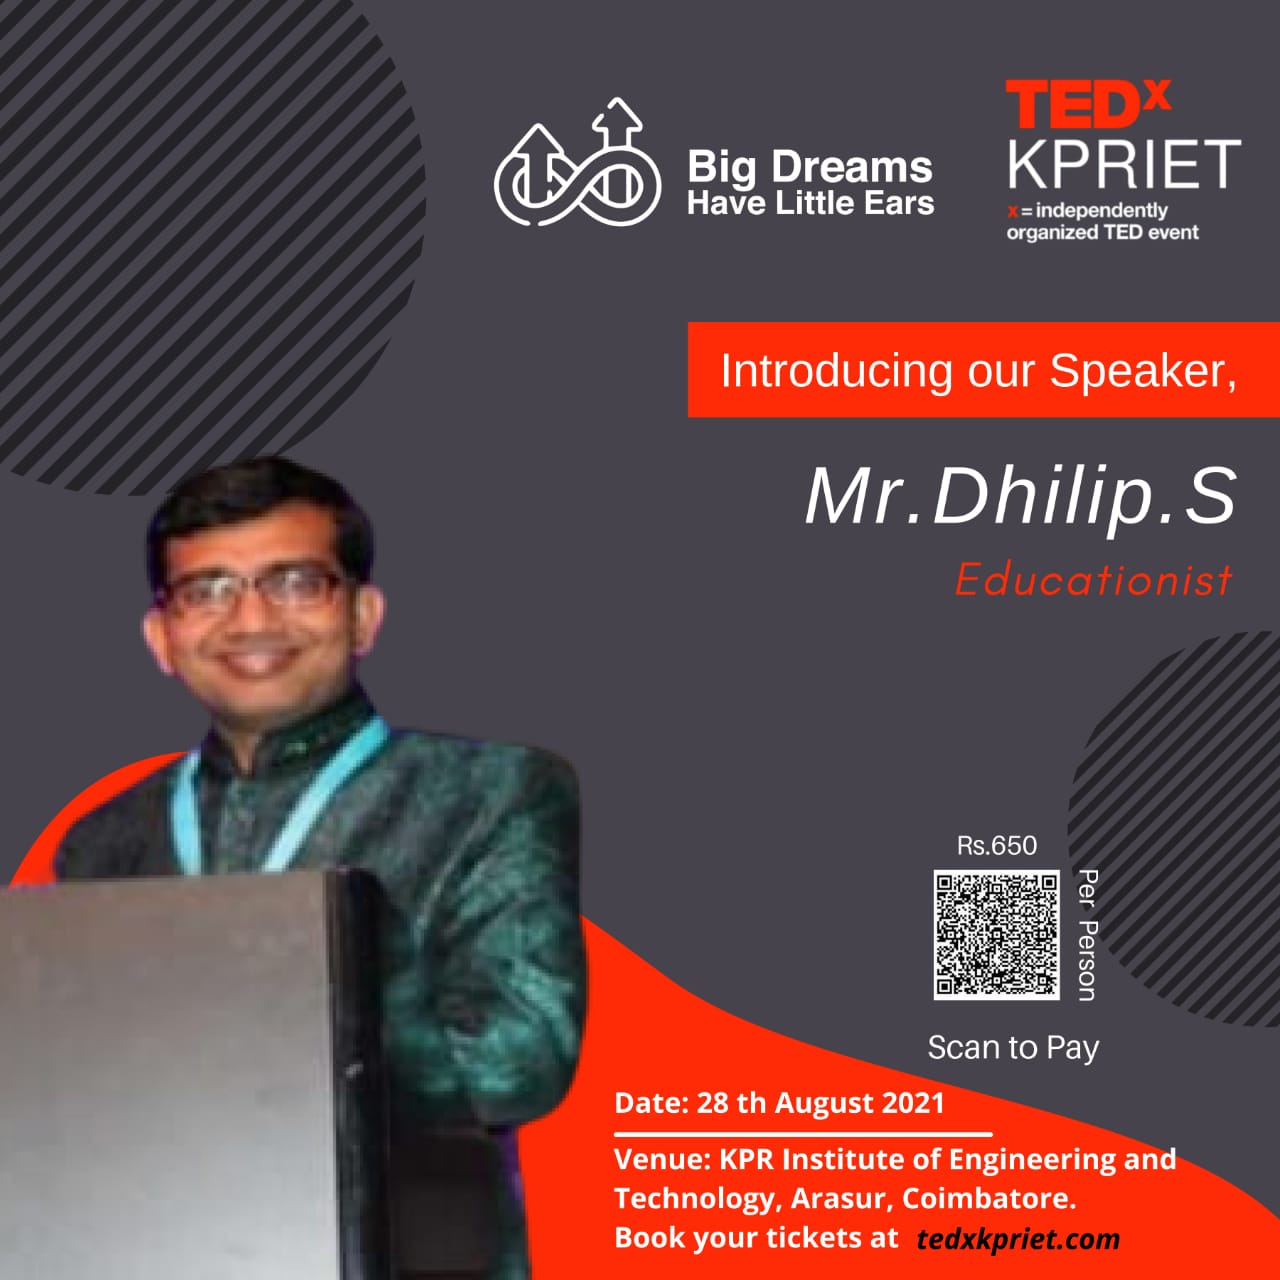 Big Dreams
Have Little Ears
TEDx
KPRIET
x = independently
organized TED event
Introducing our Speaker,
Mr.Dhilip.S
Educationist
Rs.650
Per Person
Scan to Pay
Date: 28 th August 2021
Venue: KPR Institute of Engineering and
Technology, Arasur, Coimbatore.
Book your tickets at tedxkpriet.com